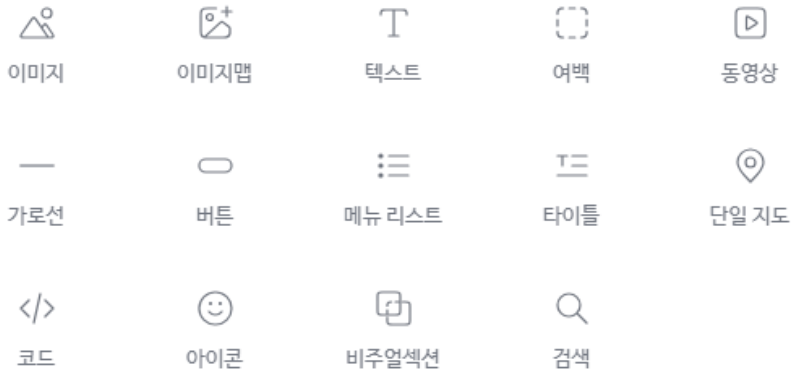 이미지 이미지맵 텍스트 여백 동영상
가로선 버튼 메뉴 리스트 타이틀 단일 지도
코드 아이콘 비주얼섹션 검색